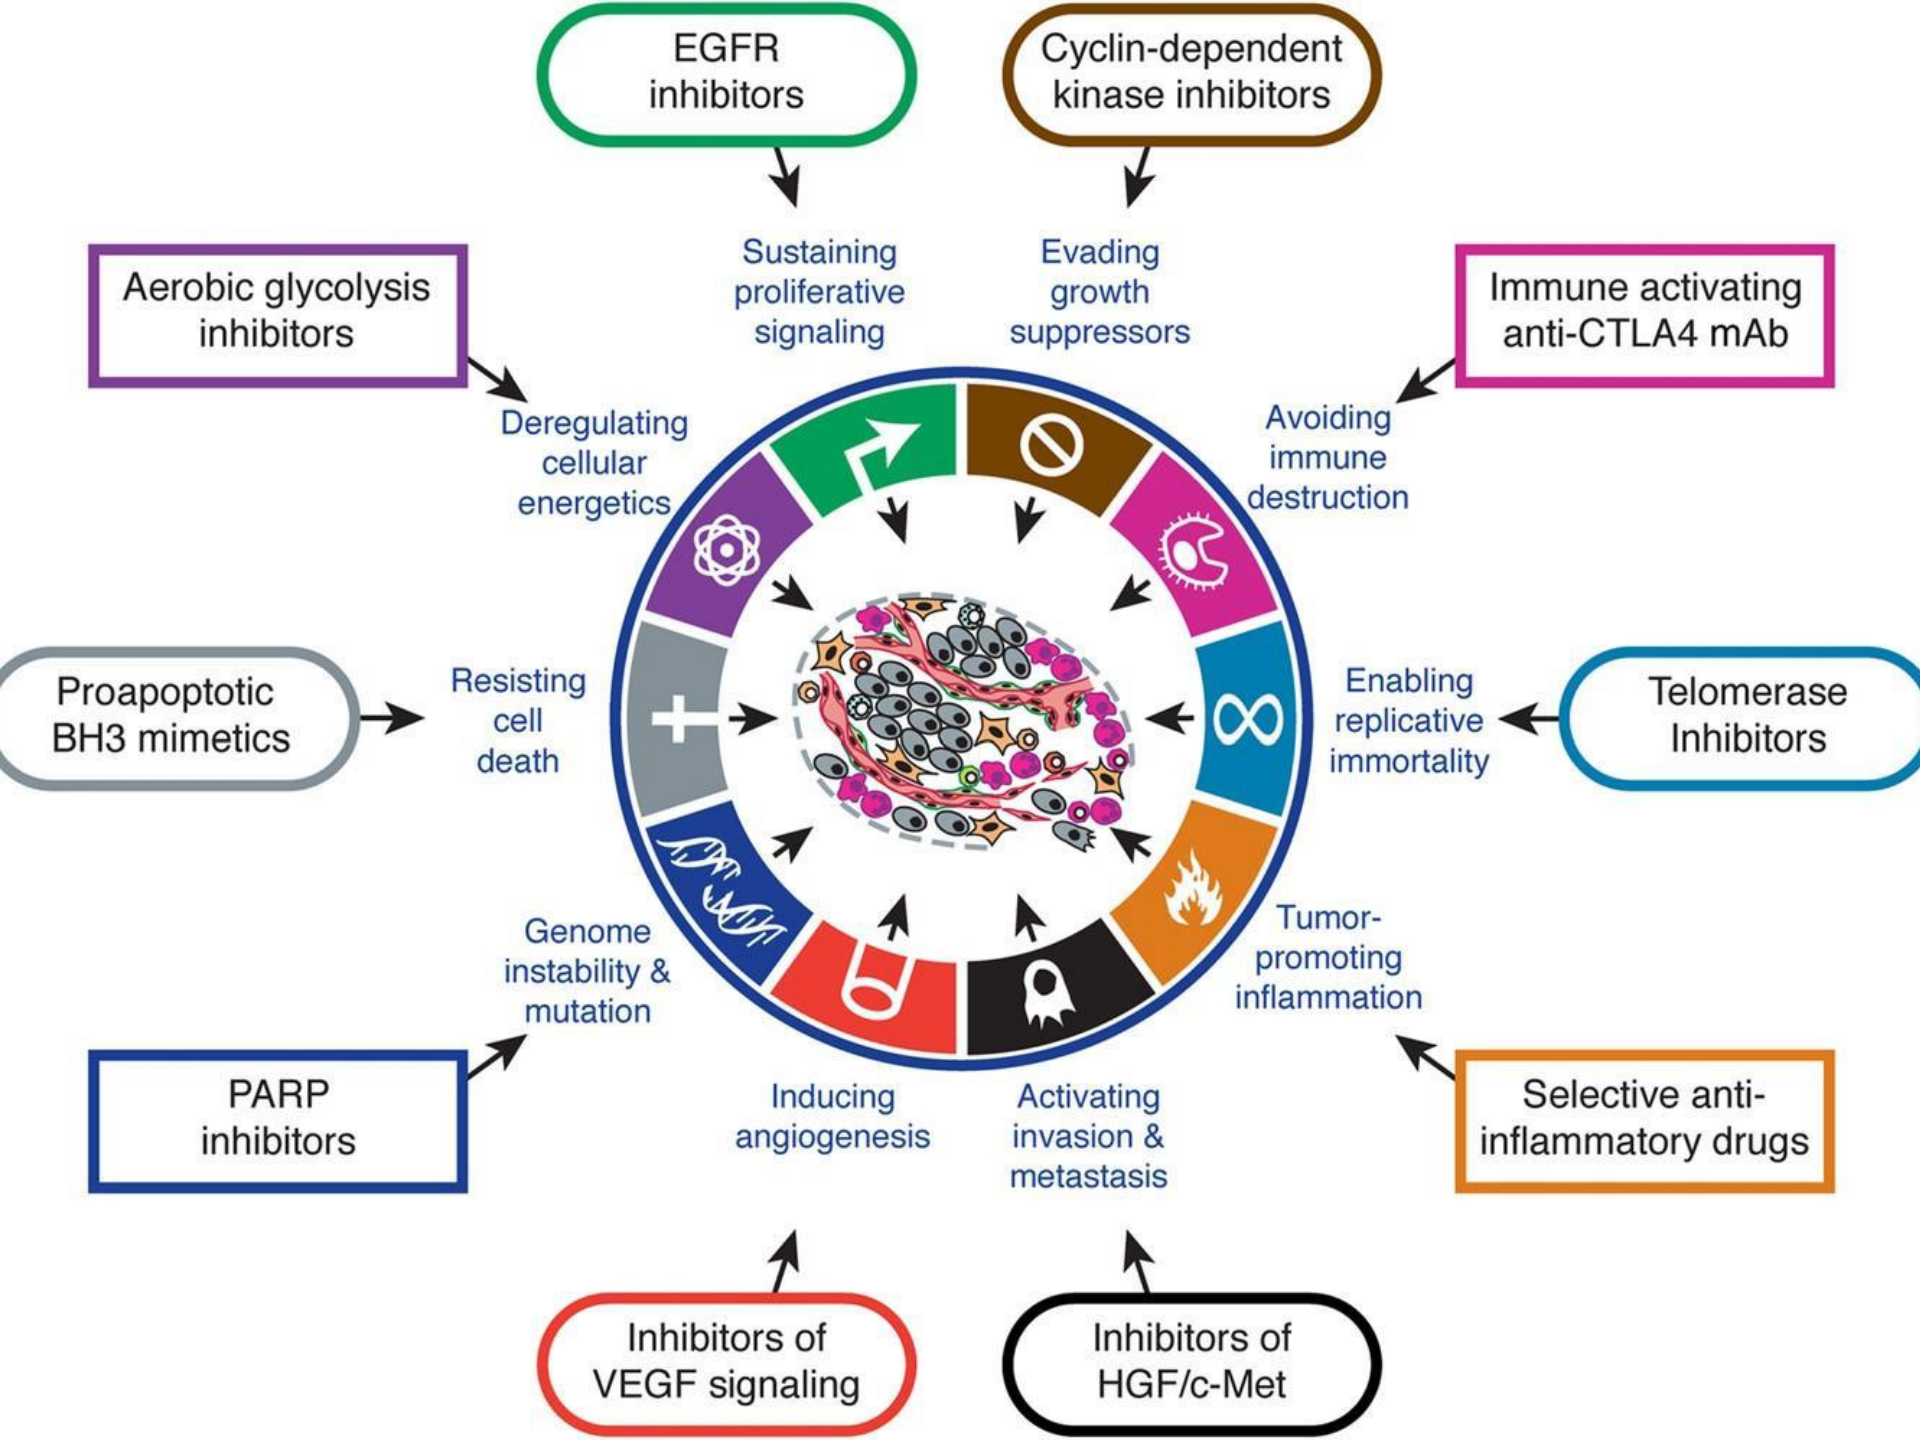 EGFR
inhibitors
Cyclin-dependent
kinase inhibitors
Aerobic glycolysis
inhibitors
Sustaining
proliferative
signaling
Evading
growth
suppressors
Immune activating
anti-CTLA4 mAb
Deregulating
cellular
energetics
Avoiding
immune
destruction
Proapoptotic
BH3 mimetics
Resisting
cell
death
Enabling
replicative
immortality
Telomerase
Inhibitors
Genome
instability &
mutation
Tumor-
promoting
inflammation
PARP
inhibitors
Inducing
angiogenesis
Activating
invasion &
metastasis
Selective anti-
inflammatory drugs
Inhibitors of
VEGF signaling
Inhibitors of
HGF/c-Met